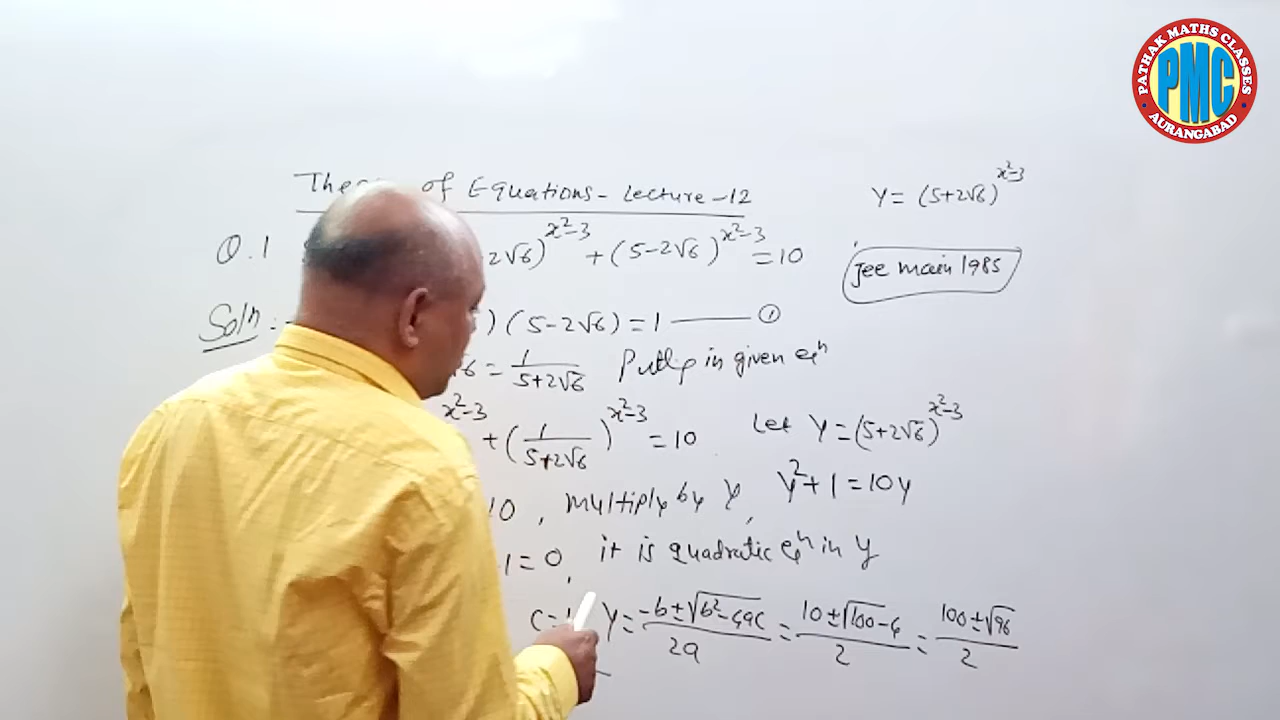 PATHAK MATHS CLASSES
PMC
AURANGABAD
of Equations - Lecture - 12
Y = (5+2√6)^(x²-3)
Q.1 2√6)^(x²-3) + (5-2√6)^(x²-3) = 10
Jee main 1985
Solⁿ: ) (5-2√6) = 1 —— ①
6 = 1/(5+2√6) Putting in given eqⁿ
x²-3 + (1/(5+2√6))^(x²-3) = 10 Let Y = (5+2√6)^(x²-3)
10 , multiply by y, y²+1 = 10y
1 = 0, it is quadratic eqⁿ in y
C = 1 y = (-b±√(b²-4ac))/2a = (10±√100-4)/2 = (100±√96)/2